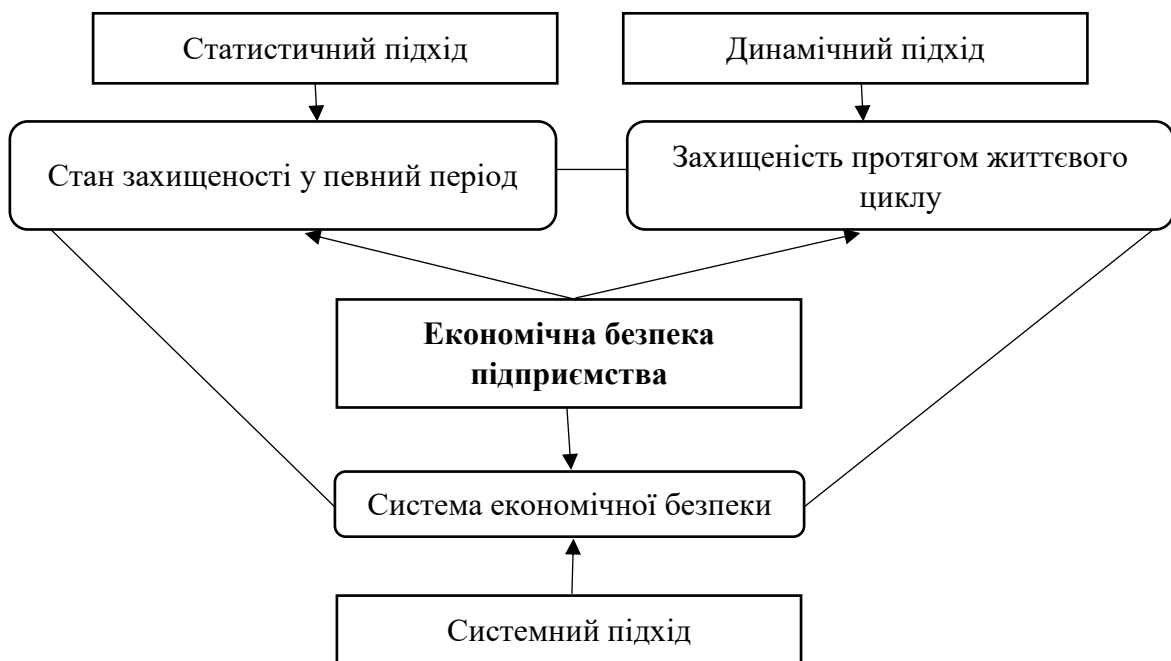 Статистичний підхід
Динамічний підхід
Стан захищеності у певний період
Захищеність протягом життєвого
циклу
Економічна безпека
підприємства
Система економічної безпеки
Системний підхід